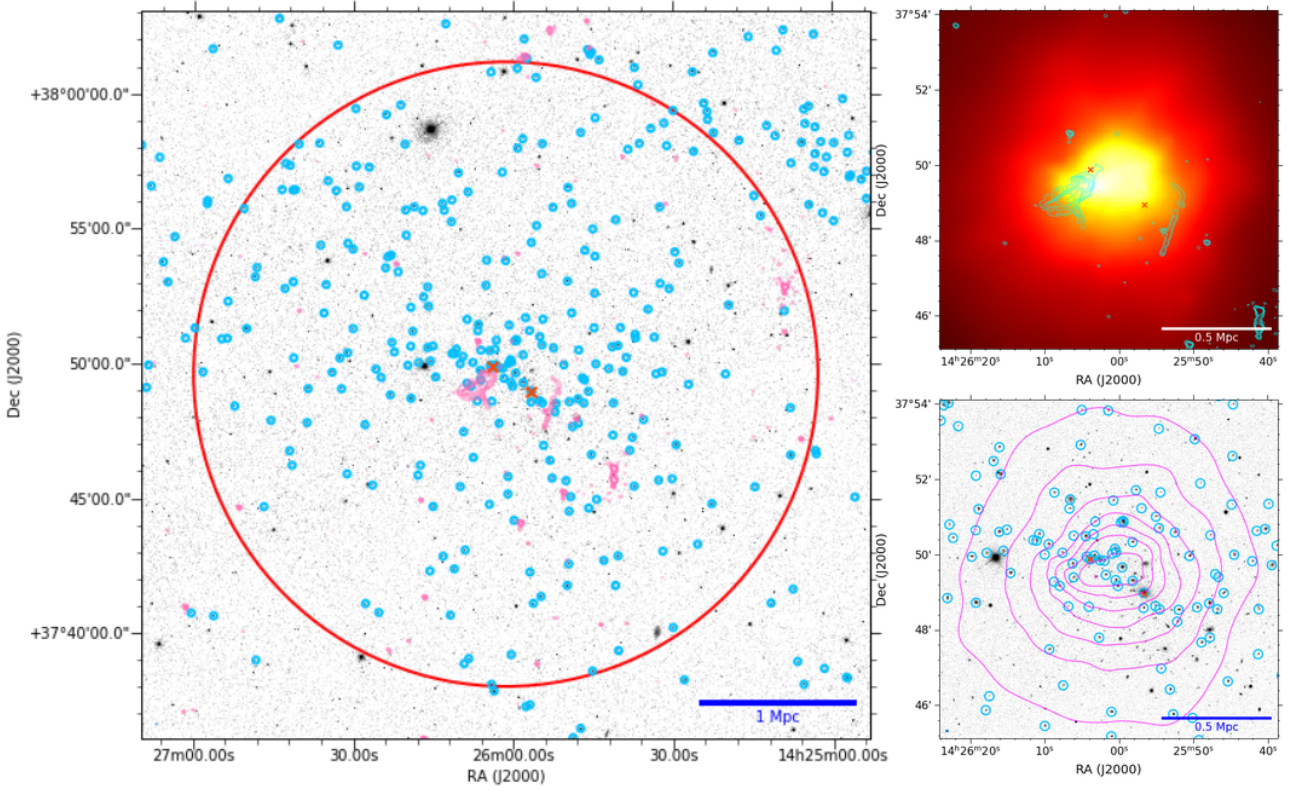 Dec (J2000)
+38°00'00.0"
55'00.0"
+37°50'00.0"
45'00.0"
+37°40'00.0"
1 Mpc
27m00.00s
30.00s
26m00.00s
30.00s
14h25m00.00s
RA (J2000)
Dec (J2000)
37°54'
52'
50'
48'
46'
0.5 Mpc
14h26m20s
10s
00s
25m50s
40s
RA (J2000)
Dec (J2000)
37°54'
52'
50'
48'
46'
0.5 Mpc
14h26m20s
10s
00s
25m50s
40s
RA (J2000)